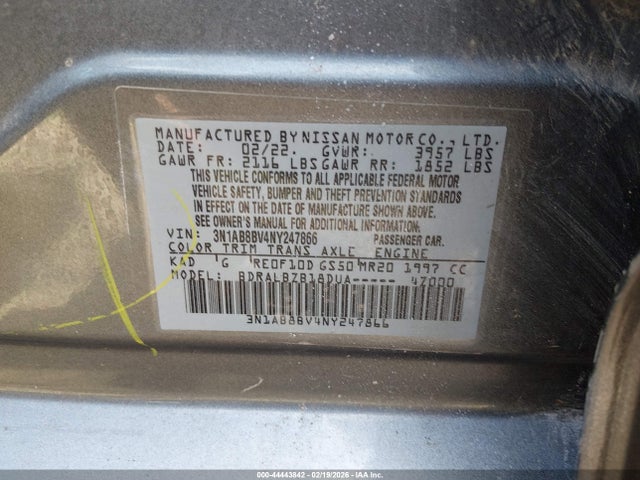 MANUFACTURED BY NISSAN MOTOR CO., LTD.
DATE: 02/22. GVWR: 3957 LBS
GAWR FR: 2116 LBS GAWR RR: 1852 LBS
THIS VEHICLE CONFORMS TO ALL APPLICABLE FEDERAL MOTOR
VEHICLE SAFETY, BUMPER AND THEFT PREVENTION STANDARDS
IN EFFECT ON THE DATE OF MANUFACTURE SHOWN ABOVE.
SEE OWNER'S MANUAL FOR ADDITIONAL INFORMATION.
VIN: 3N1AB8BV4NY247866 PASSENGER CAR.
COLOR TRIM TRANS AXLE ENGINE
KAD 'G 'RE0F10D GS50 'MR20 1997 CC
MODEL: BDRALBZB18DUA----- 47000
3N1AB8BV4NY247866
000-44443842 - 02/19/2026 - IAA Inc.